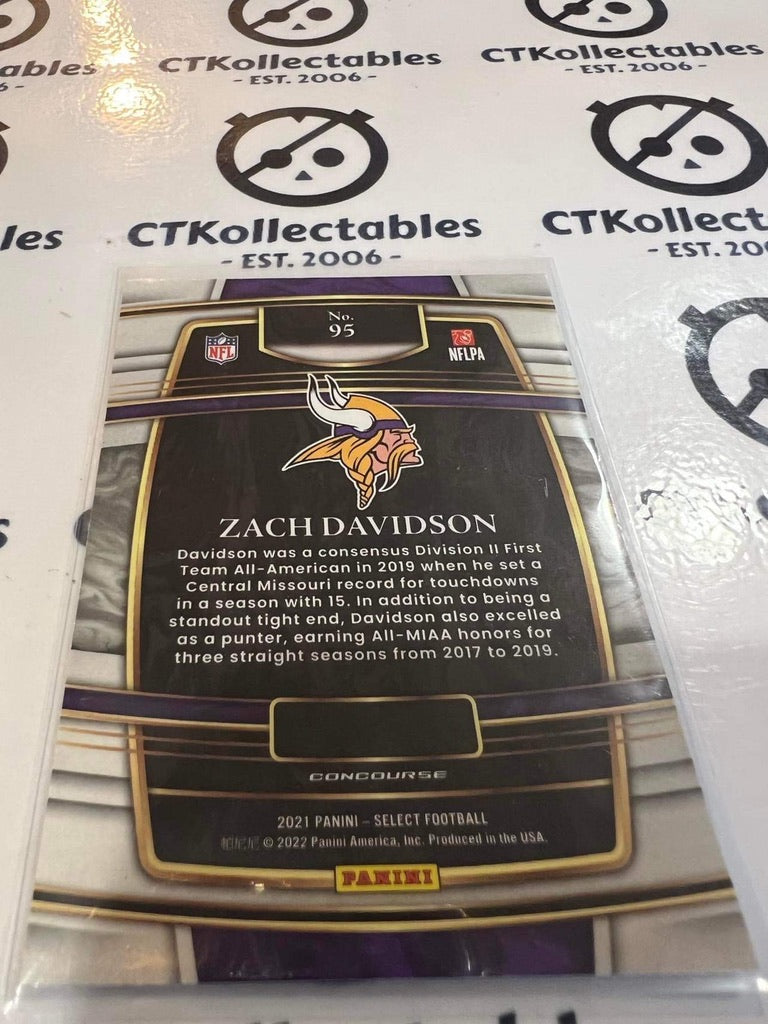 ables
CTKollectables
CTKollectables
- EST. 2006 -
- EST. 2006 -
les
CTKollectables
CTKollect
- EST. 2006 -
- EST. 200
No.
95
NFL
NFLPA
ZACH DAVIDSON
Davidson was a consensus Division II First
Team All-American in 2019 when he set a
Central Missouri record for touchdowns
in a season with 15. In addition to being a
standout tight end, Davidson also excelled
as a punter, earning All-MIAA honors for
three straight seasons from 2017 to 2019.
CONCOURSE
2021 PANINI – SELECT FOOTBALL
© 2022 Panini America, Inc. Produced in the USA.
PANINI